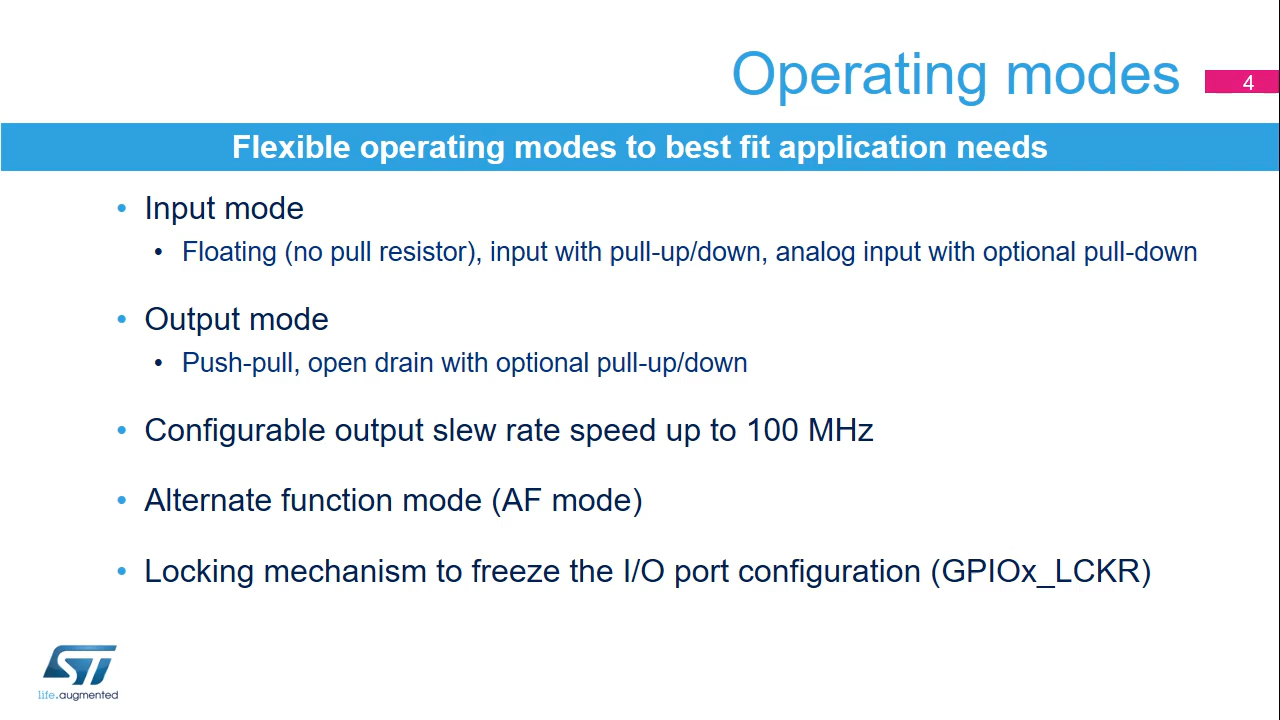 Operating modes
4
Flexible operating modes to best fit application needs
• Input mode
• Floating (no pull resistor), input with pull-up/down, analog input with optional pull-down
• Output mode
• Push-pull, open drain with optional pull-up/down
• Configurable output slew rate speed up to 100 MHz
• Alternate function mode (AF mode)
• Locking mechanism to freeze the I/O port configuration (GPIOx_LCKR)
ST
life.augmented